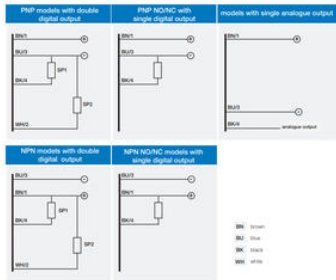 PNP models with double
digital output
BN/1
BU/3
SP1
BK/4
SP2
WH/2
PNP NO/NC with
single digital output
BN/1
BU/3
BK/4
models with single analogue output
BN/1
BU/3
BK/4
analogue output
NPN models with double
digital output
BU/3
BN/1
SP1
BK/4
SP2
WH/2
NPN NO/NC models with
single digital output
BU/3
BN/1
BK/4
BN brown
BU blue
BK black
WH white